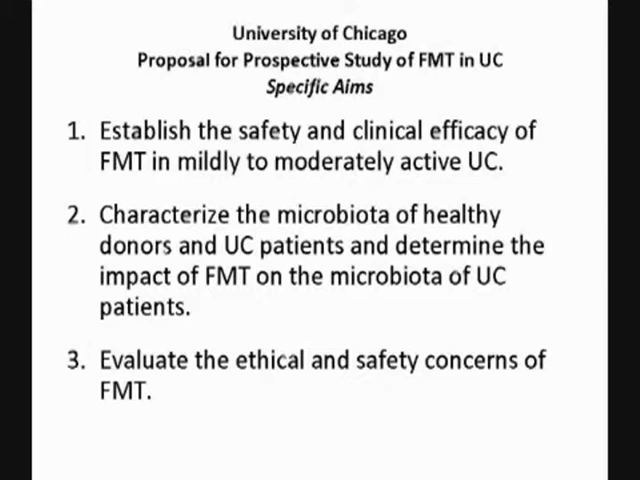 University of Chicago
Proposal for Prospective Study of FMT in UC
Specific Aims
1. Establish the safety and clinical efficacy of
FMT in mildly to moderately active UC.
2. Characterize the microbiota of healthy
donors and UC patients and determine the
impact of FMT on the microbiota of UC
patients.
3. Evaluate the ethical and safety concerns of
FMT.